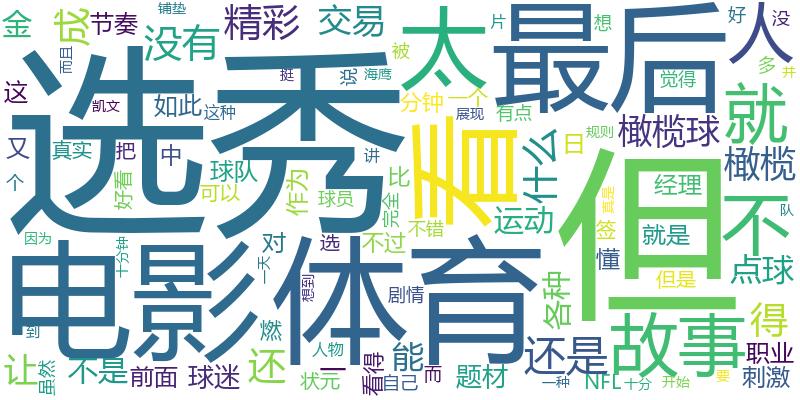 金
成
节奏
铺垫
没有
精彩
交易
太
片
最后
想
人
好
没
而且
这
凯文
如此
这种
选秀
说
挺
海鹰
被
看
分钟
一个
展现
有点
什么
日
橄榄球
规则
觉得
就
多
并
橄榄
又
真实
把
中
个
好看
球队
可以
作为
球员
讲
完全
比
不错
不过
运动
但
签
真是
经理
就是
懂
不
队
点球
但是
因为
十分钟
电影
对
一天
选
想到
体育
剧情
各种
故事
得
到
让
虽然
不是
前面
球迷
还
燃
人物
状元
一
看得
能
自己
而
题材
还是
一种
NFL
十分
开始
要
职业
刺激